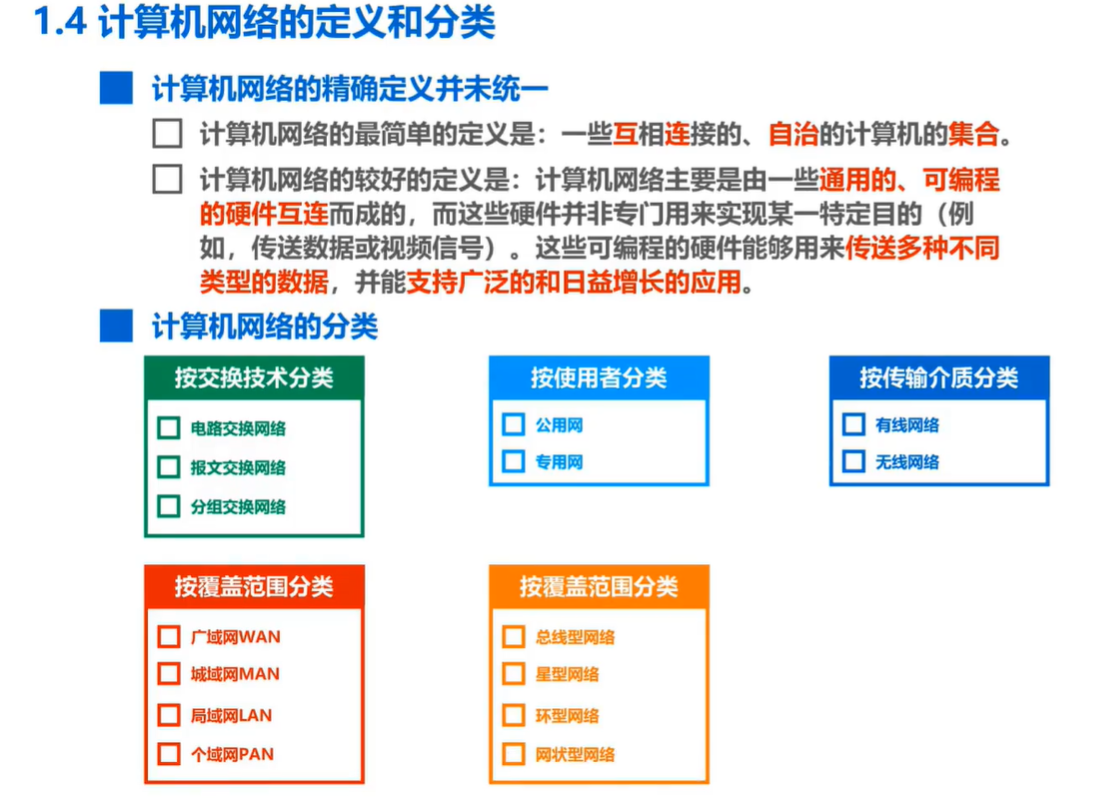 1.4 计算机网络的定义和分类
计算机网络的精确定义并未统一
计算机网络的最简单的定义是：一些互相连接的、自治的计算机的集合。
计算机网络的较好的定义是：计算机网络主要是由一些通用的、可编程
的硬件互连而成的，而这些硬件并非专门用来实现某一特定目的（例
如，传送数据或视频信号）。这些可编程的硬件能够用来传送多种不同
类型的数据，并能支持广泛的和日益增长的应用。
计算机网络的分类
按交换技术分类
电路交换网络
报文交换网络
分组交换网络
按使用者分类
公用网
专用网
按传输介质分类
有线网络
无线网络
按覆盖范围分类
广域网WAN
城域网MAN
局域网LAN
个域网PAN
按覆盖范围分类
总线型网络
星型网络
环型网络
网状型网络